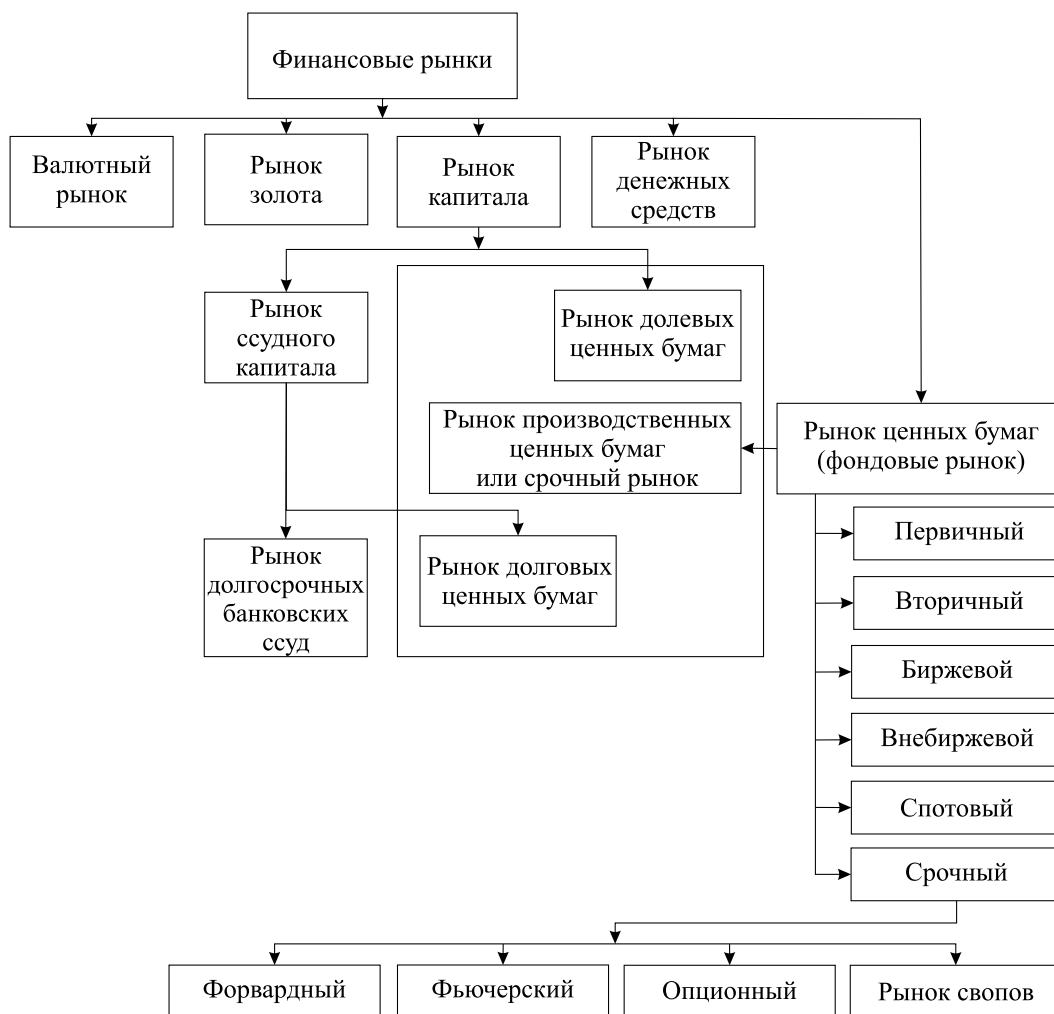 Финансовые рынки
Валютный
рынок
Рынок
золота
Рынок
капитала
Рынок
денежных
средств
Рынок
ссудного
капитала
Рынок долевых
ценных бумаг
Рынок производственных
ценных бумаг
или срочный рынок
Рынок ценных бумаг
(фондовые рынок)
Рынок
долгосрочных
банковских
ссуд
Рынок долговых
ценных бумаг
Первичный
Вторичный
Биржевой
Внебиржевой
Спотовый
Срочный
Форвардный
Фьючерский
Опционный
Рынок свопов